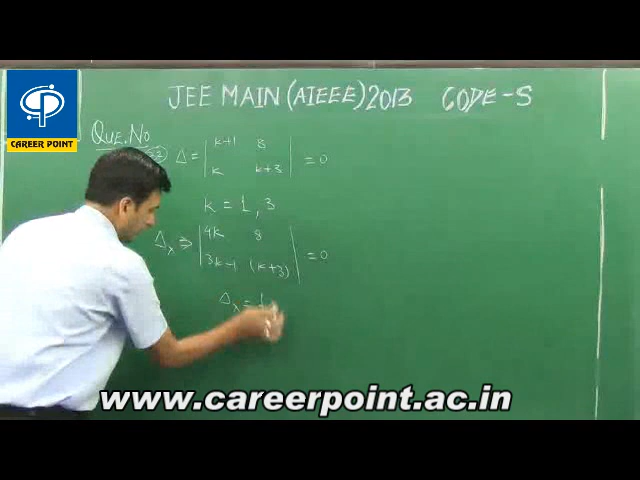 CAREER POINT
JEE MAIN (AIEEE) 2013 CODE-S
QUE. NO
Δ = | k+1 8 | = 0
| k k+3 |
k = 1, 3
Δx ⇒ | 4k 8 | = 0
| 3k-1 (k+3) |
Δx =
www.careerpoint.ac.in